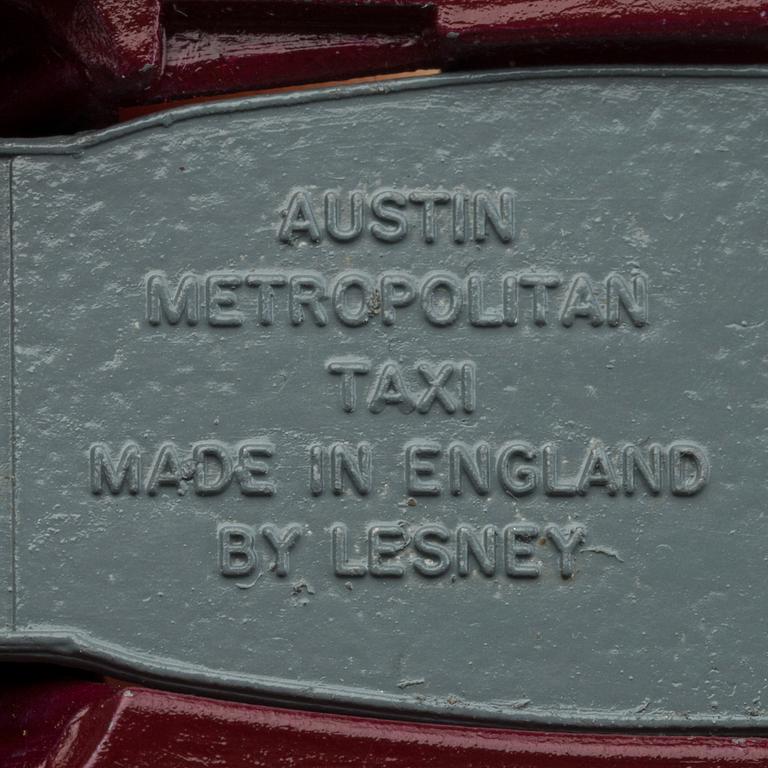 AUSTIN
METROPOLITAN
TAXI
MADE IN ENGLAND
BY LESNEY